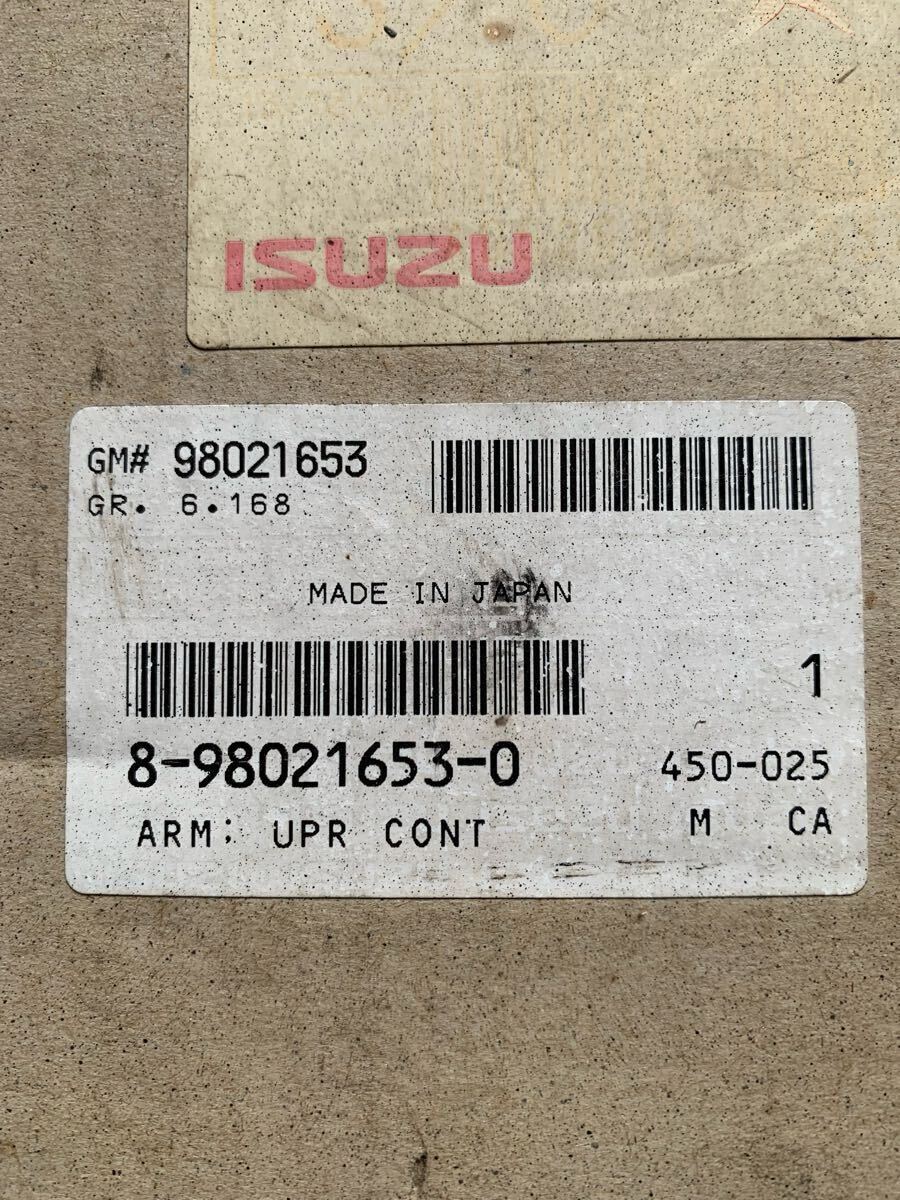 ISUZU
GM# 98021653
GR. 6.168
MADE IN JAPAN
1
8-98021653-0
450-025
ARM; UPR CONT
M CA